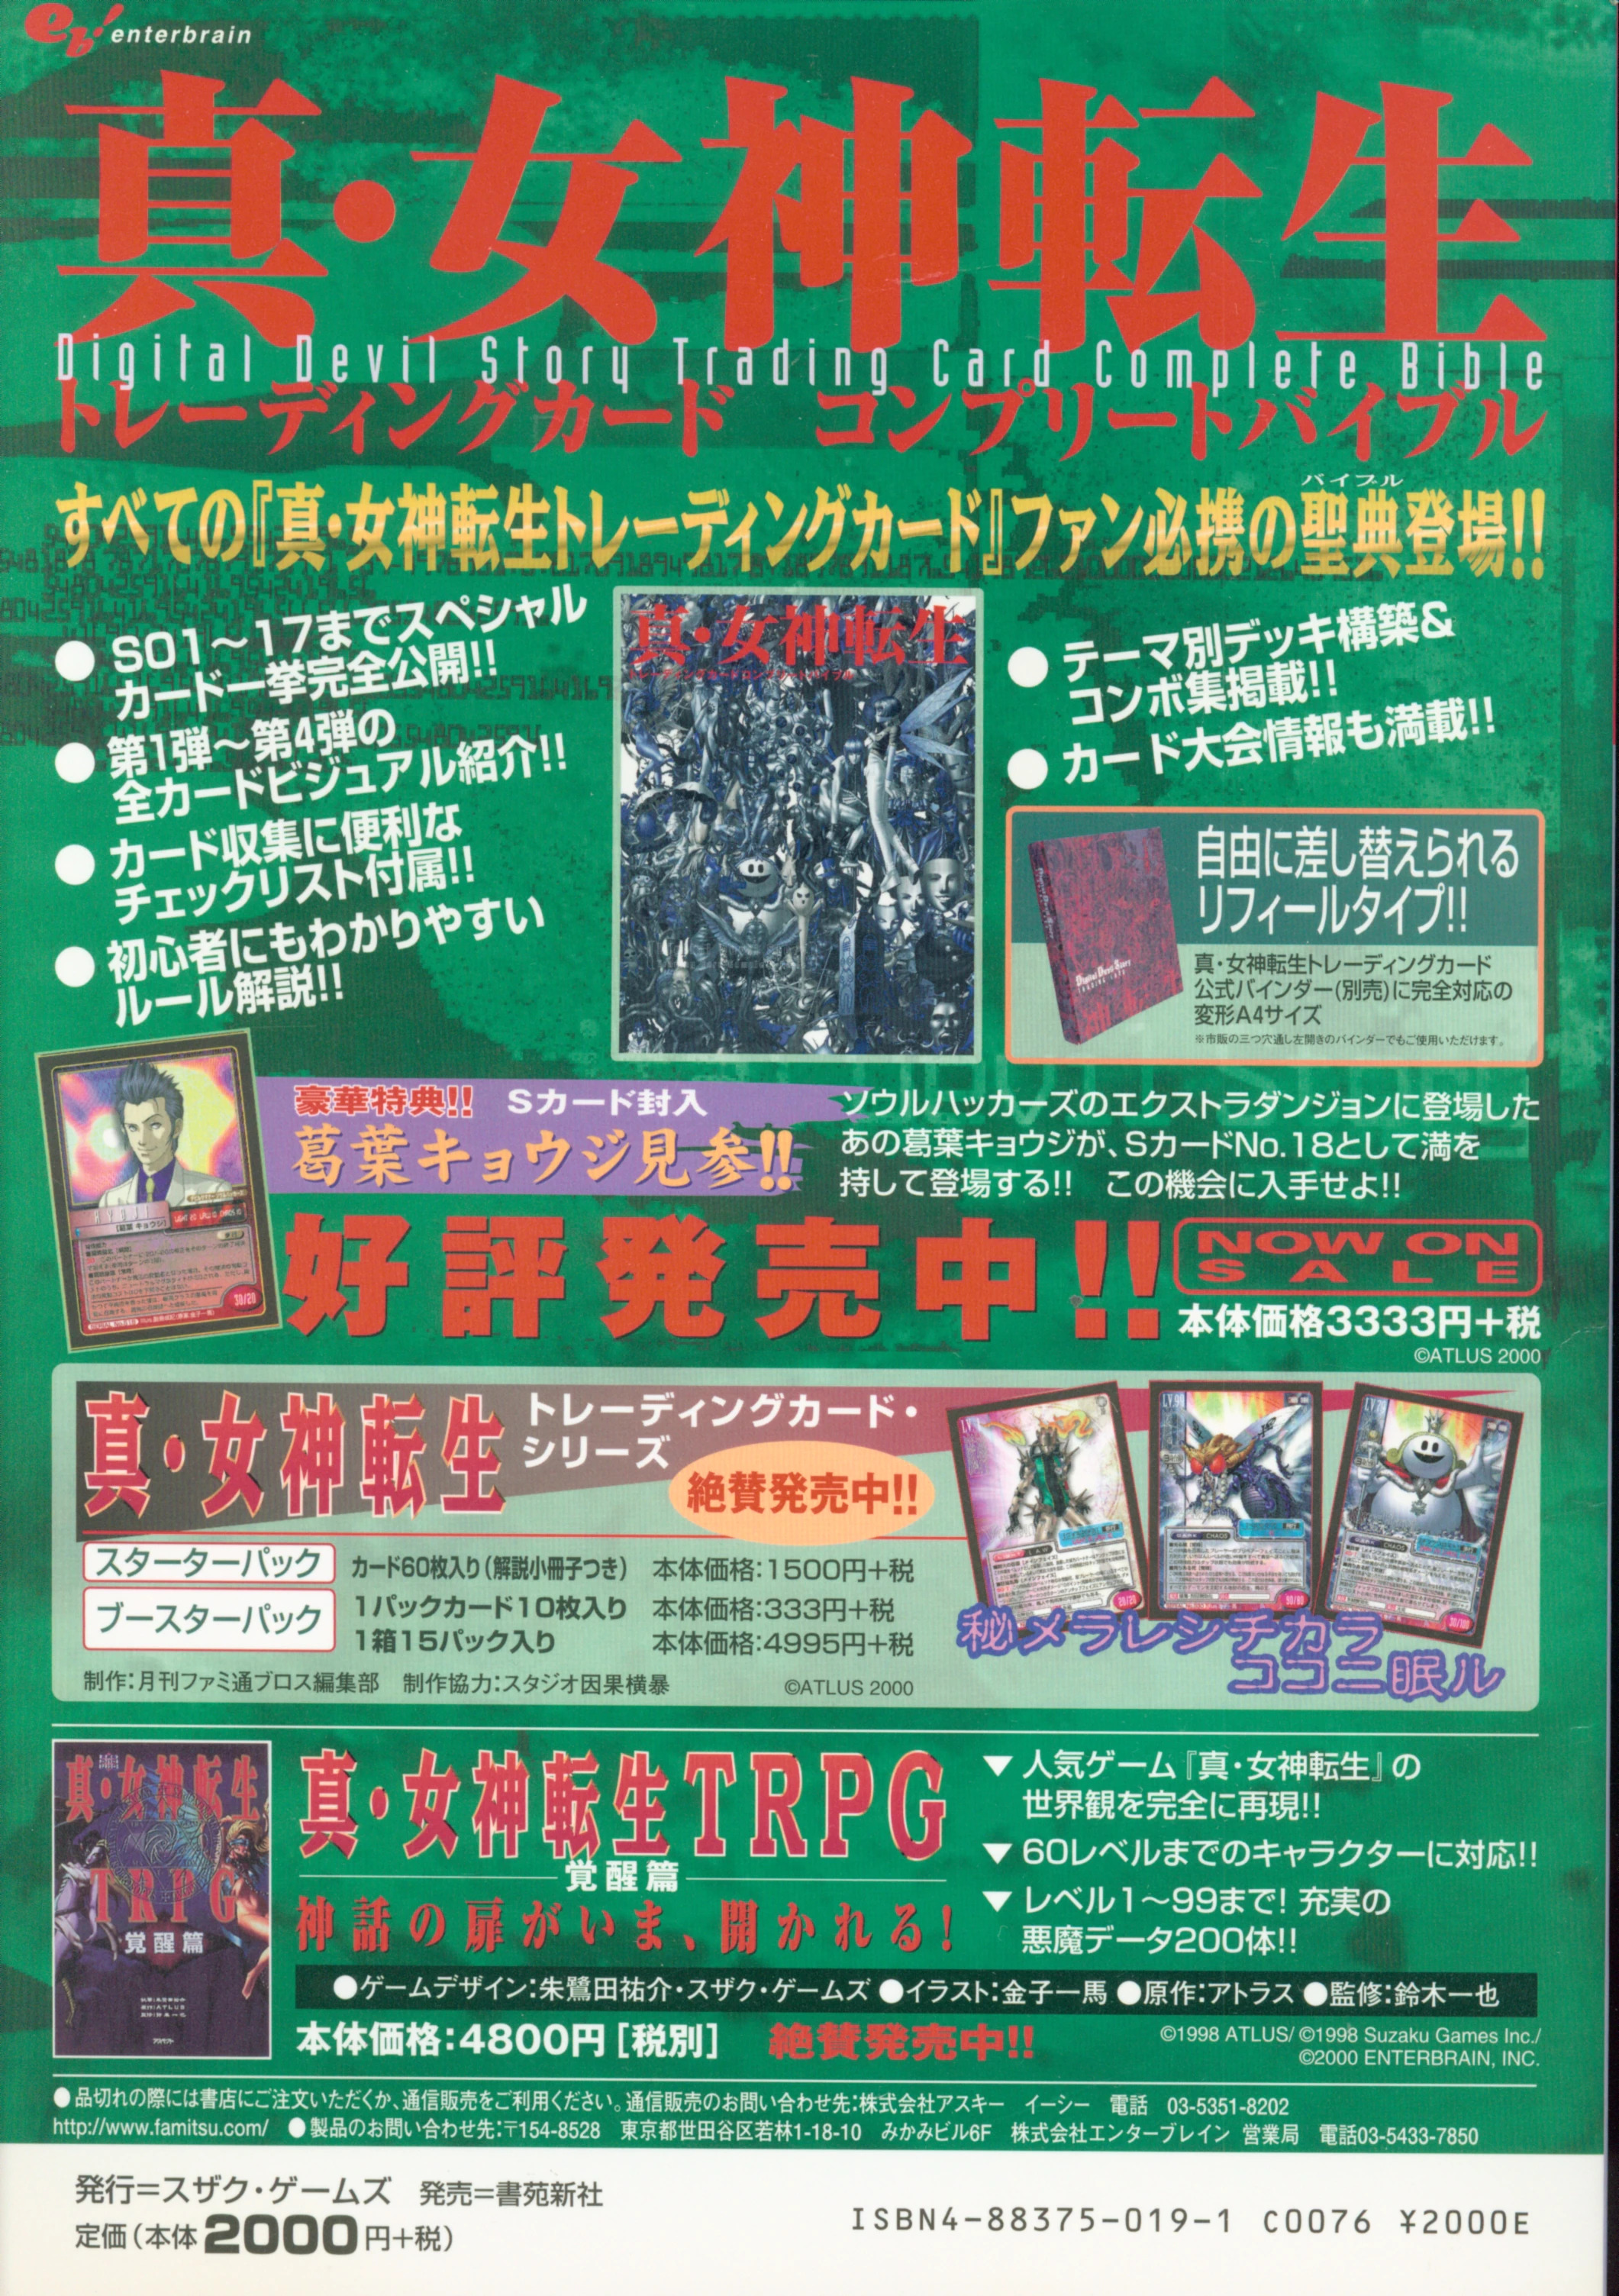 eb! enterbrain
真・女神転生
Digital Devil Story Trading Card Complete Bible
トレーディングカード コンプリートバイブル
バイブル
すべての『真・女神転生トレーディングカード』ファン必携の聖典登場!!
●S01～17までスペシャル
カード一挙完全公開!!
●第1弾～第4弾の
全カードビジュアル紹介!!
●カード収集に便利な
チェックリスト付属!!
●初心者にもわかりやすい
ルール解説!!
真・女神転生
トレーディングカードコンプリートバイブル
●テーマ別デッキ構築&
コンボ集掲載!!
●カード大会情報も満載!!
自由に差し替えられる
リフィールタイプ!!
真・女神転生トレーディングカード
公式バインダー(別売)に完全対応の
変形A4サイズ
※市販の三つ穴通し左開きのバインダーでもご使用いただけます。
豪華特典!! Sカード封入
葛葉キョウジ見参!!
ソウルハッカーズのエクストラダンジョンに登場した
あの葛葉キョウジが、SカードNo.18として満を
持して登場する!! この機会に入手せよ!!
好評発売中!!
NOW ON
SALE
本体価格3333円+税
©ATLUS 2000
真・女神転生
トレーディングカード・
シリーズ
絶賛発売中!!
スターターパック カード60枚入り(解説小冊子つき) 本体価格:1500円+税
ブースターパック 1パックカード10枚入り 本体価格:333円+税
1箱15パック入り 本体価格:4995円+税
制作:月刊ファミ通ブロス編集部 制作協力:スタジオ因果横暴 ©ATLUS 2000
秘メラレシチカラ
ココニ眠ル
真・女神転生
TRPG
覚醒篇
真・女神転生TRPG
覚醒篇
神話の扉がいま、開かれる!
▼人気ゲーム『真・女神転生』の
世界観を完全に再現!!
▼60レベルまでのキャラクターに対応!!
▼レベル1～99まで! 充実の
悪魔データ200体!!
●ゲームデザイン:朱鷺田祐介・スザク・ゲームズ ●イラスト:金子一馬 ●原作:アトラス ●監修:鈴木一也
本体価格:4800円[税別] 絶賛発売中!!
©1998 ATLUS/ ©1998 Suzaku Games Inc./
©2000 ENTERBRAIN, INC.
●品切れの際には書店にご注文いただくか、通信販売をご利用ください。通信販売のお問い合わせ先:株式会社アスキー イーシー 電話 03-5351-8202
http://www.famitsu.com/ ●製品のお問い合わせ先:〒154-8528 東京都世田谷区若林1-18-10 みかみビル6F 株式会社エンターブレイン 営業局 電話03-5433-7850
発行=スザク・ゲームズ 発売=書苑新社
定価(本体2000円+税)
ISBN4-88375-019-1 C0076 ¥2000E